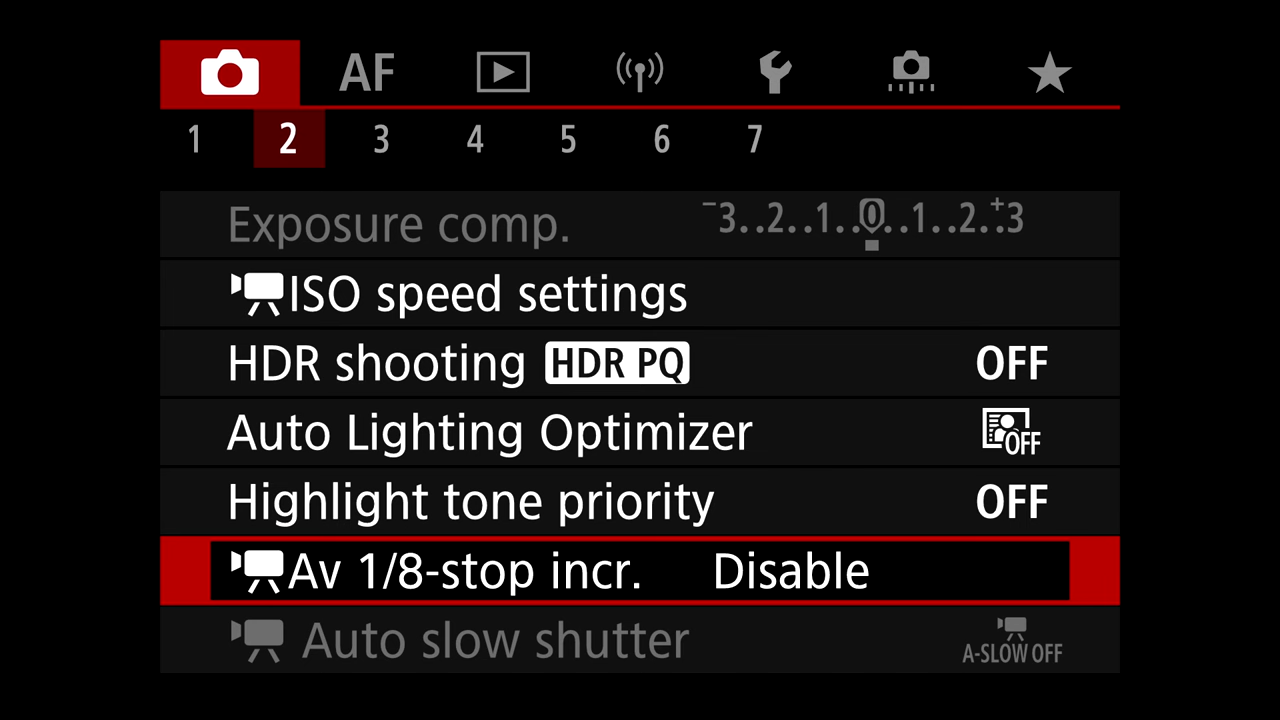 AF
1 2 3 4 5 6 7
Exposure comp. -3..2..1..0..1..2..+3
ISO speed settings
HDR shooting HDR PQ OFF
Auto Lighting Optimizer OFF
Highlight tone priority OFF
Av 1/8-stop incr. Disable
Auto slow shutter A-SLOW OFF